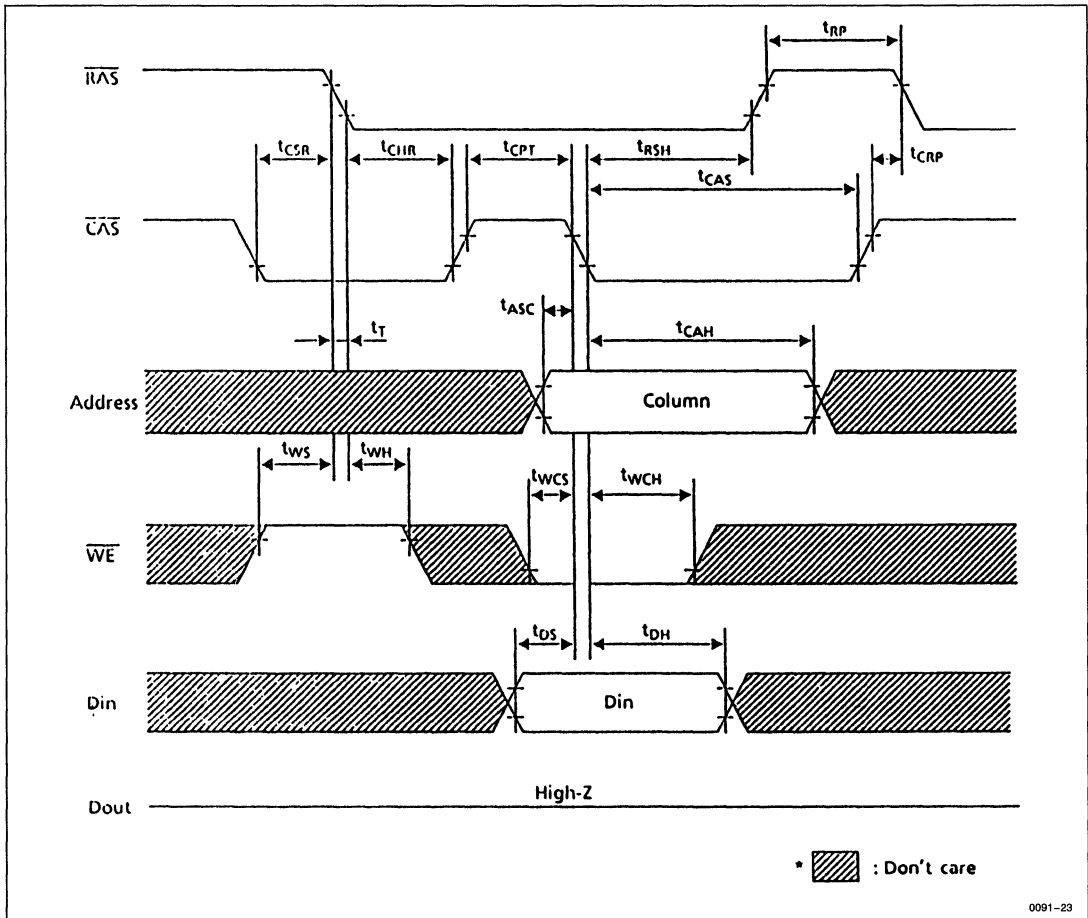 tRP
RAS
tCSR tCHR tCPT tRSH tCRP
tCAS
CAS
tASC
tT tCAH
Address Column
tWS tWH tWCS tWCH
WE
tDS tDH
Din Din
High-Z
Dout
* : Don't care
0091-23